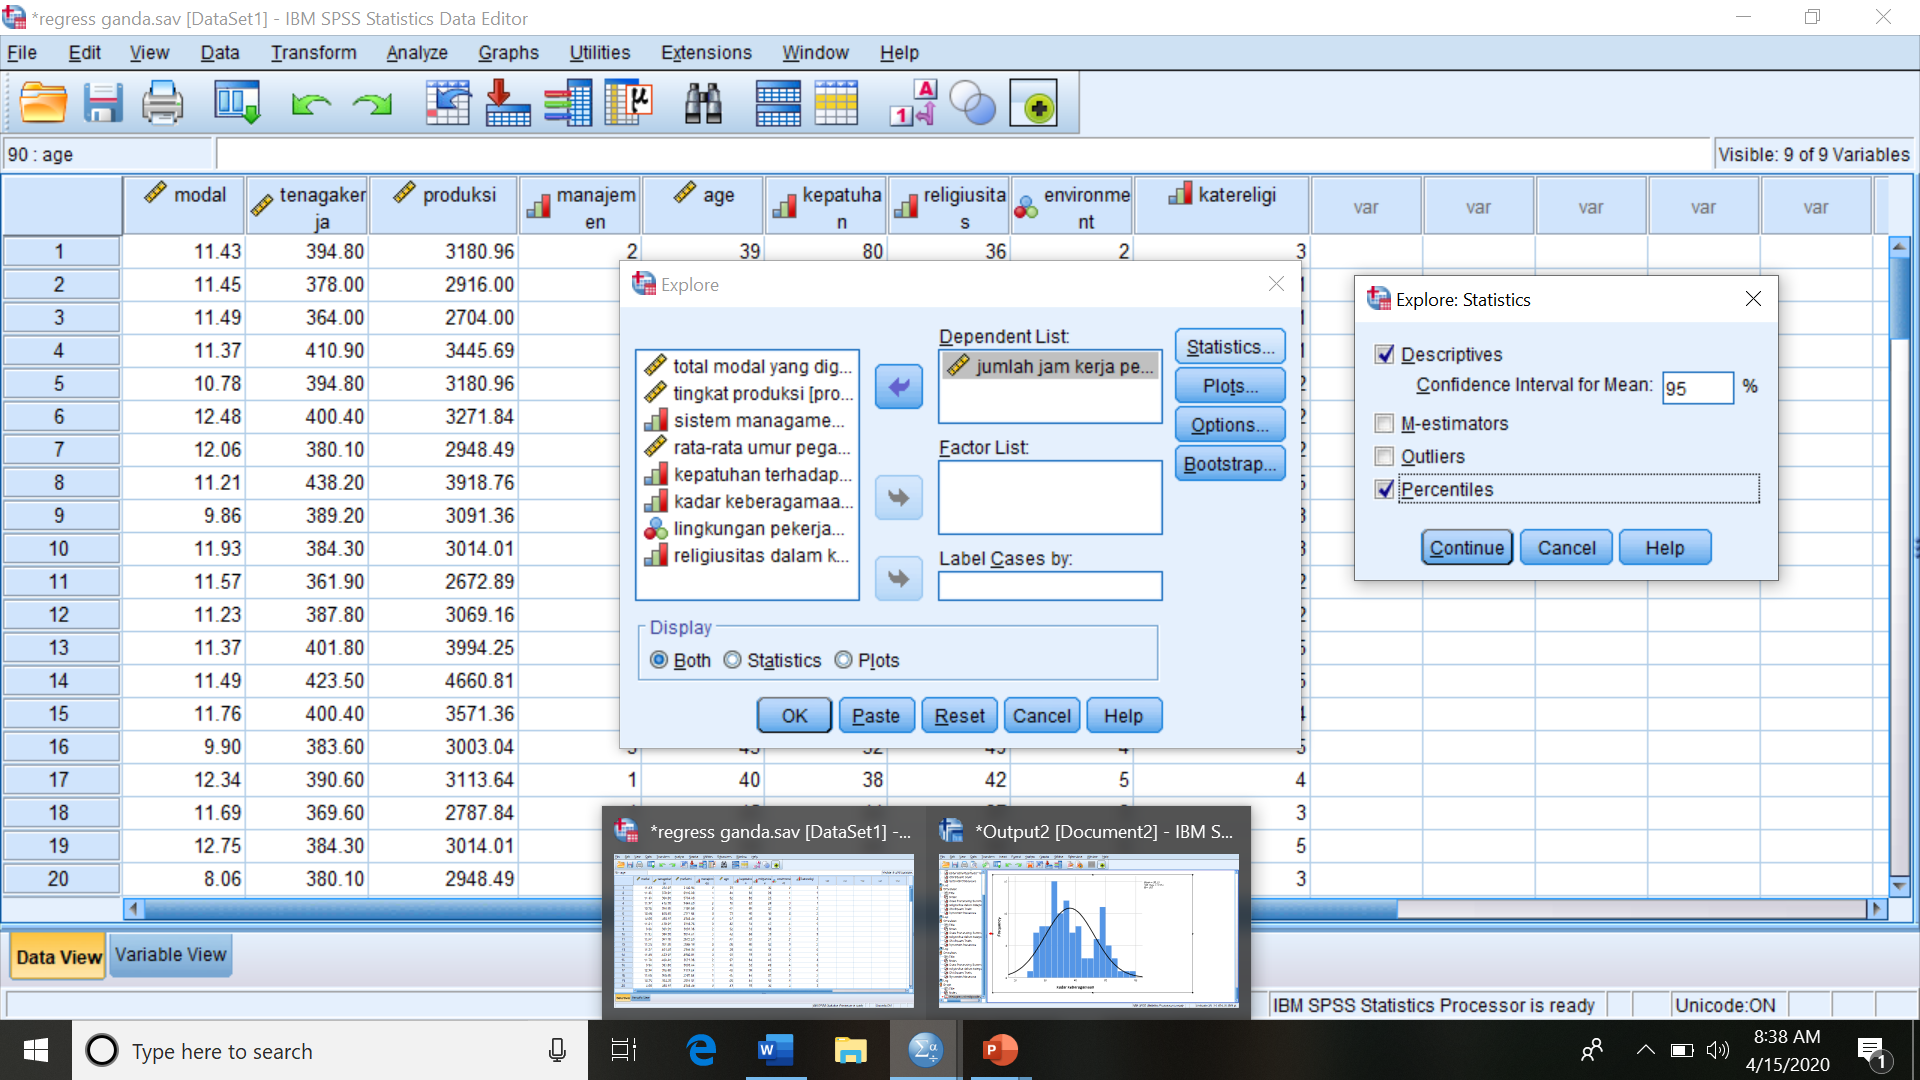 *regress ganda.sav [DataSet1] - IBM SPSS Statistics Data Editor
File Edit View Data Transform Analyze Graphs Utilities Extensions Window Help
90 : age
Visible: 9 of 9 Variables
modal tenagaker produksi manajem age kepatuha religiusita environme katereligi var var var var var
ja en n s nt
1 11.43 394.80 3180.96 2 39 80 36 2 3
2 11.45 378.00 2916.00
3 11.49 364.00 2704.00
4 11.37 410.90 3445.69
5 10.78 394.80 3180.96
6 12.48 400.40 3271.84
7 12.06 380.10 2948.49
8 11.21 438.20 3918.76
9 9.86 389.20 3091.36
10 11.93 384.30 3014.01
11 11.57 361.90 2672.89
12 11.23 387.80 3069.16
13 11.37 401.80 3994.25
14 11.49 423.50 4660.81
15 11.76 400.40 3571.36
16 9.90 383.60 3003.04
17 12.34 390.60 3113.64 1 40 38 42 5 4
18 11.69 369.60 2787.84 3
19 12.75 384.30 3014.01 5
20 8.06 380.10 2948.49 3
Explore
total modal yang dig...
tingkat produksi [pro...
sistem managame...
rata-rata umur pega...
kepatuhan terhadap...
kadar keberagamaa...
lingkungan pekerja...
religiusitas dalam k...
Dependent List:
jumlah jam kerja pe...
Factor List:
Label Cases by:
Statistics...
Plots...
Options...
Bootstrap...
Display
Both Statistics Plots
OK Paste Reset Cancel Help
Explore: Statistics
Descriptives
Confidence Interval for Mean: 95 %
M-estimators
Outliers
Percentiles
Continue Cancel Help
*regress ganda.sav [DataSet1] -...
*Output2 [Document2] - IBM S...
Data View Variable View
IBM SPSS Statistics Processor is ready
Unicode:ON
Type here to search
8:38 AM
4/15/2020
1